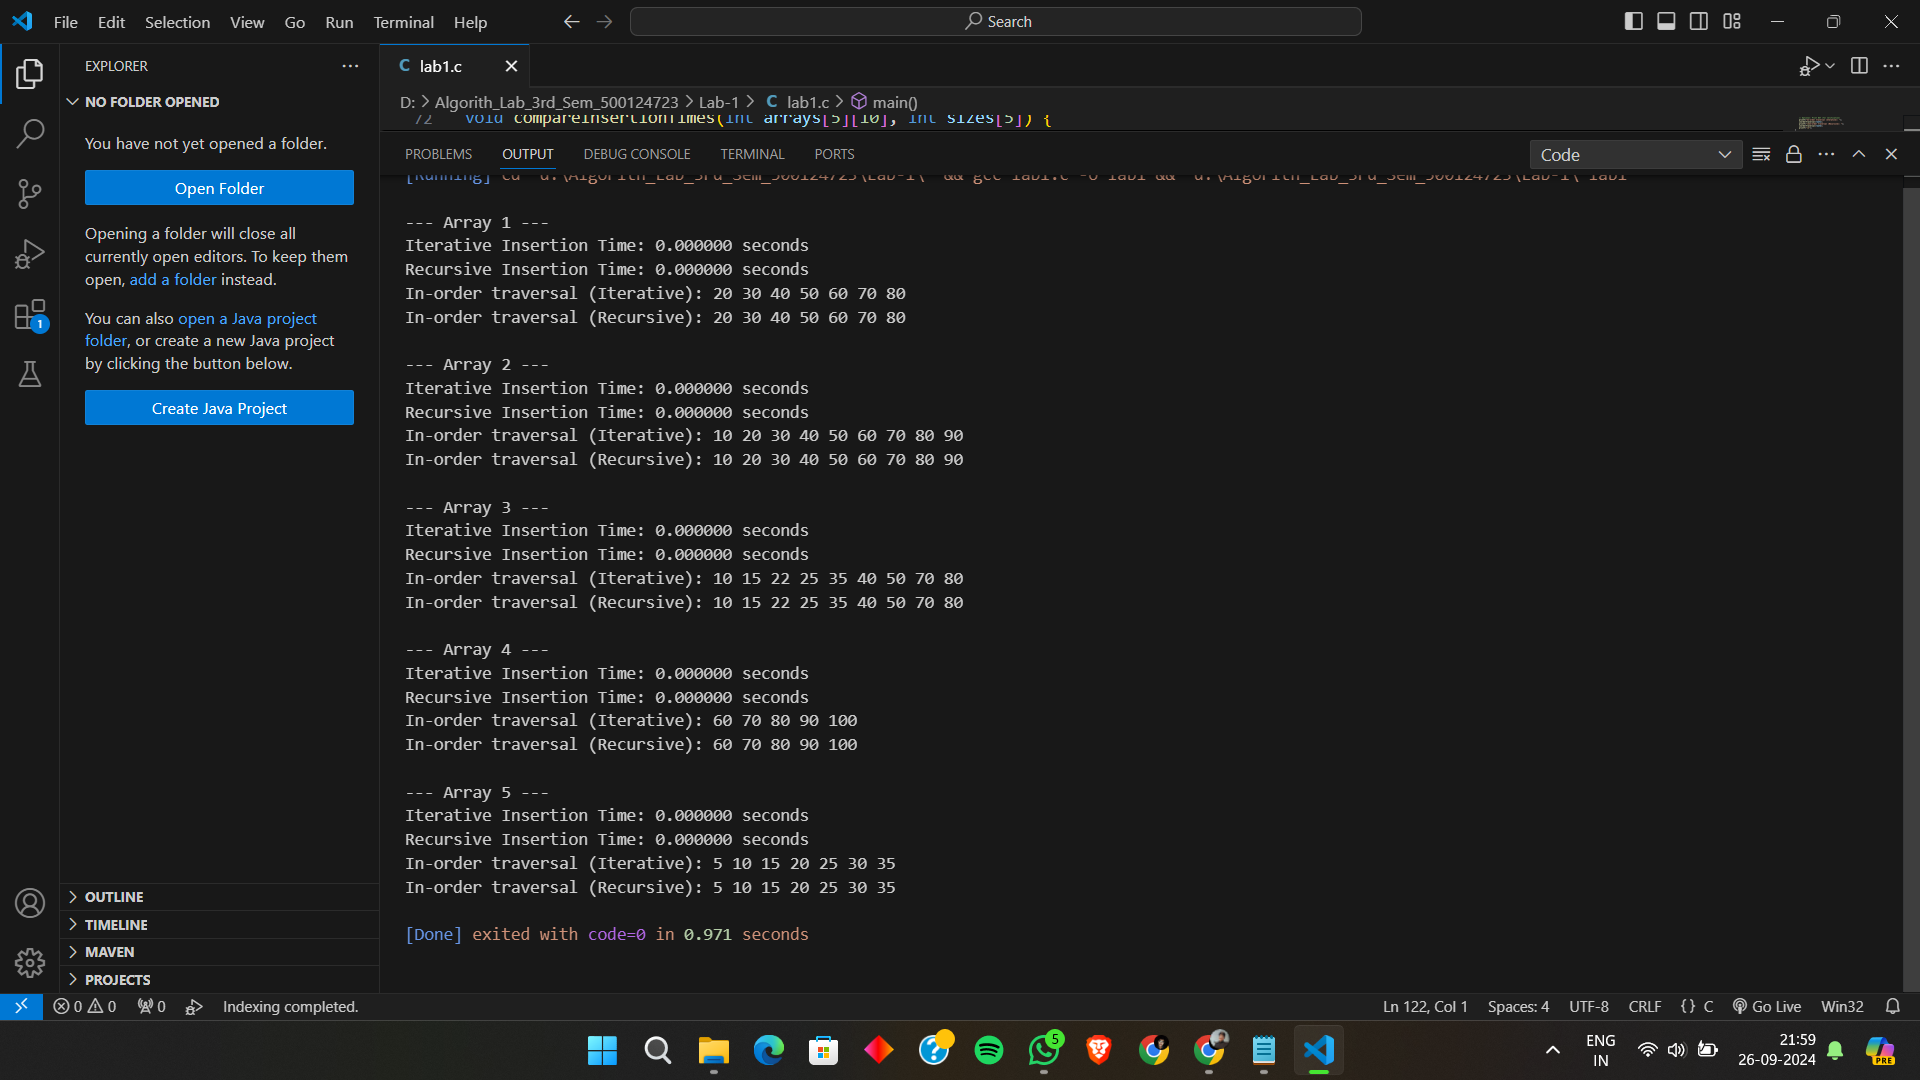 File Edit Selection View Go Run Terminal Help
Search
EXPLORER
NO FOLDER OPENED
You have not yet opened a folder.
Open Folder
Opening a folder will close all
currently open editors. To keep them
open, add a folder instead.
You can also open a Java project
folder, or create a new Java project
by clicking the button below.
Create Java Project
OUTLINE
TIMELINE
MAVEN
PROJECTS
C lab1.c
D: > Algorith_Lab_3rd_Sem_500124723 > Lab-1 > C lab1.c > main()
72 void compareInsertionTimes(int arrays[5][10], int sizes[5]) {
PROBLEMS OUTPUT DEBUG CONSOLE TERMINAL PORTS
Code
[Running] cd "d:\Algorith_Lab_3rd_Sem_500124723\Lab-1\" && gcc lab1.c -o lab1 && "d:\Algorith_Lab_3rd_Sem_500124723\Lab-1\"lab1
--- Array 1 ---
Iterative Insertion Time: 0.000000 seconds
Recursive Insertion Time: 0.000000 seconds
In-order traversal (Iterative): 20 30 40 50 60 70 80
In-order traversal (Recursive): 20 30 40 50 60 70 80
--- Array 2 ---
Iterative Insertion Time: 0.000000 seconds
Recursive Insertion Time: 0.000000 seconds
In-order traversal (Iterative): 10 20 30 40 50 60 70 80 90
In-order traversal (Recursive): 10 20 30 40 50 60 70 80 90
--- Array 3 ---
Iterative Insertion Time: 0.000000 seconds
Recursive Insertion Time: 0.000000 seconds
In-order traversal (Iterative): 10 15 22 25 35 40 50 70 80
In-order traversal (Recursive): 10 15 22 25 35 40 50 70 80
--- Array 4 ---
Iterative Insertion Time: 0.000000 seconds
Recursive Insertion Time: 0.000000 seconds
In-order traversal (Iterative): 60 70 80 90 100
In-order traversal (Recursive): 60 70 80 90 100
--- Array 5 ---
Iterative Insertion Time: 0.000000 seconds
Recursive Insertion Time: 0.000000 seconds
In-order traversal (Iterative): 5 10 15 20 25 30 35
In-order traversal (Recursive): 5 10 15 20 25 30 35
[Done] exited with code=0 in 0.971 seconds
1
0 0 0 Indexing completed. Ln 122, Col 1 Spaces: 4 UTF-8 CRLF {} C Go Live Win32
5
ENG
IN
21:59
26-09-2024
PRE